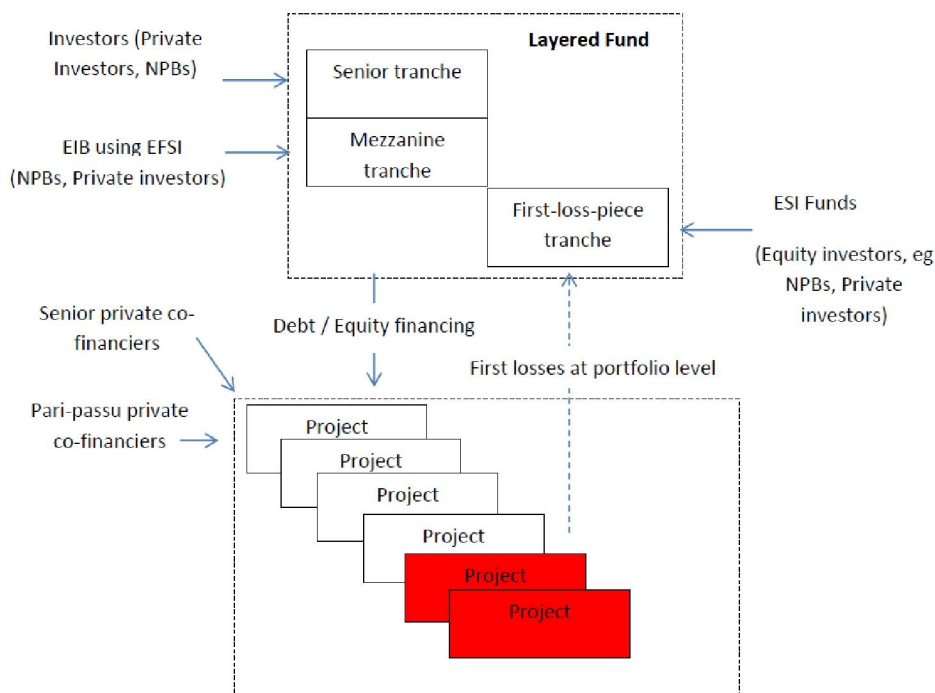 Layered Fund
Investors (Private
Investors, NPBs)
Senior tranche
EIB using EFSI
(NPBs, Private investors)
Mezzanine
tranche
First-loss-piece
tranche
ESI Funds
(Equity investors, eg
NPBs, Private
investors)
Senior private co-
financiers
Debt / Equity financing
First losses at portfolio level
Pari-passu private
co-financiers
Project
Project
Project
Project
Project
Project